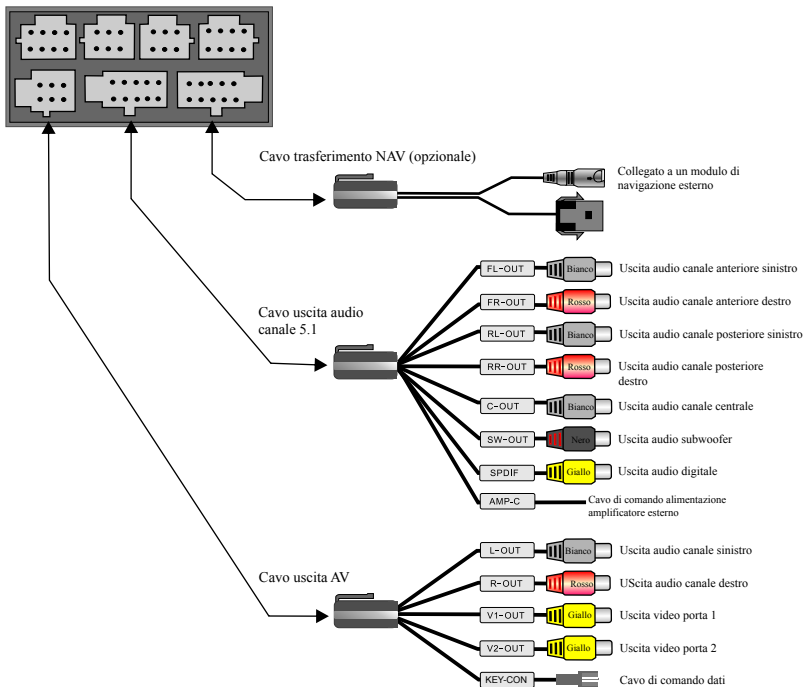 Cavo trasferimento NAV (opzionale)
Collegato a un modulo di
navigazione esterno
Cavo uscita audio
canale 5.1
FL-OUT Bianco Uscita audio canale anteriore sinistro
FR-OUT Rosso Uscita audio canale anteriore destro
RL-OUT Bianco Uscita audio canale posteriore sinistro
RR-OUT Rosso Uscita audio canale posteriore
destro
C-OUT Bianco Uscita audio canale centrale
SW-OUT Nero Uscita audio subwoofer
SPDIF Giallo Uscita audio digitale
AMP-C Cavo di comando alimentazione
amplificatore esterno
Cavo uscita AV
L-OUT Bianco Uscita audio canale sinistro
R-OUT Rosso UScita audio canale destro
V1-OUT Giallo Uscita video porta 1
V2-OUT Giallo Uscita video porta 2
KEY-CON Cavo di comando dati